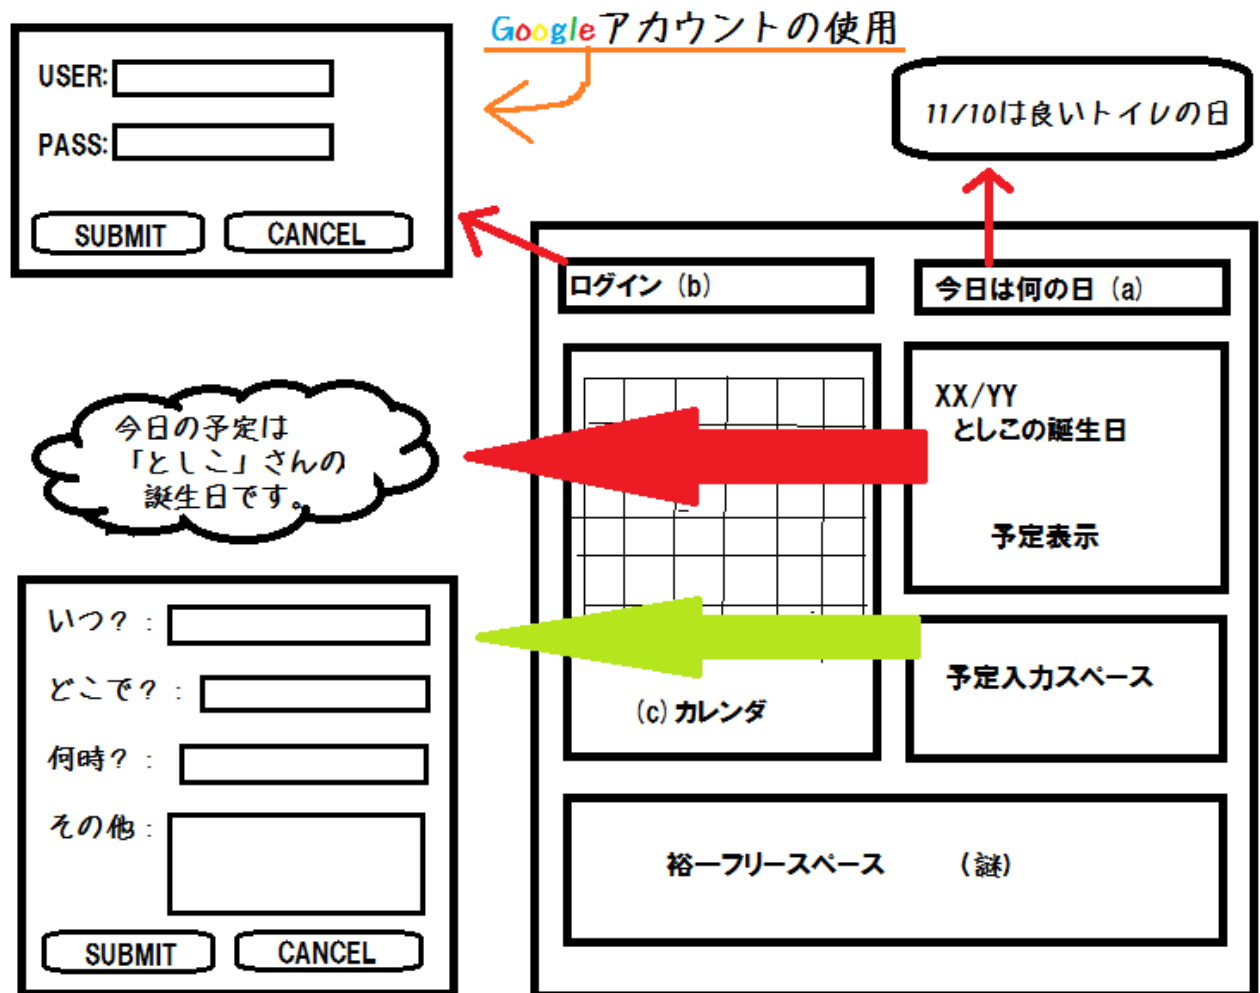 Googleアカウントの使用
USER:
PASS:
SUBMIT
CANCEL
11/10は良いトイレの日
ログイン (b)
今日は何の日 (a)
XX/YY
としこの誕生日
予定表示
今日の予定は
「としこ」さんの
誕生日です。
(c)カレンダ
予定入力スペース
いつ？:
どこで？:
何時？:
その他:
SUBMIT
CANCEL
裕一フリースペース (謎)